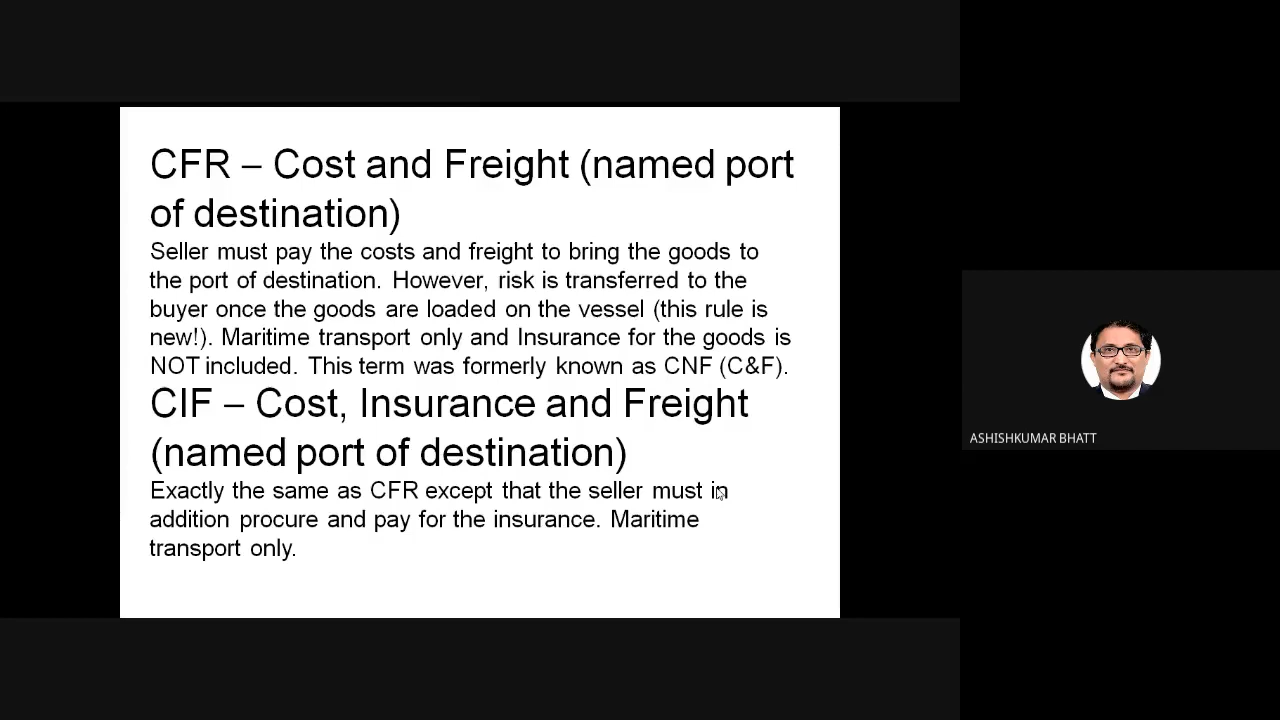 CFR – Cost and Freight (named port
of destination)
Seller must pay the costs and freight to bring the goods to
the port of destination. However, risk is transferred to the
buyer once the goods are loaded on the vessel (this rule is
new!). Maritime transport only and Insurance for the goods is
NOT included. This term was formerly known as CNF (C&F).
CIF – Cost, Insurance and Freight
(named port of destination)
Exactly the same as CFR except that the seller must in
addition procure and pay for the insurance. Maritime
transport only.
ASHISHKUMAR BHATT